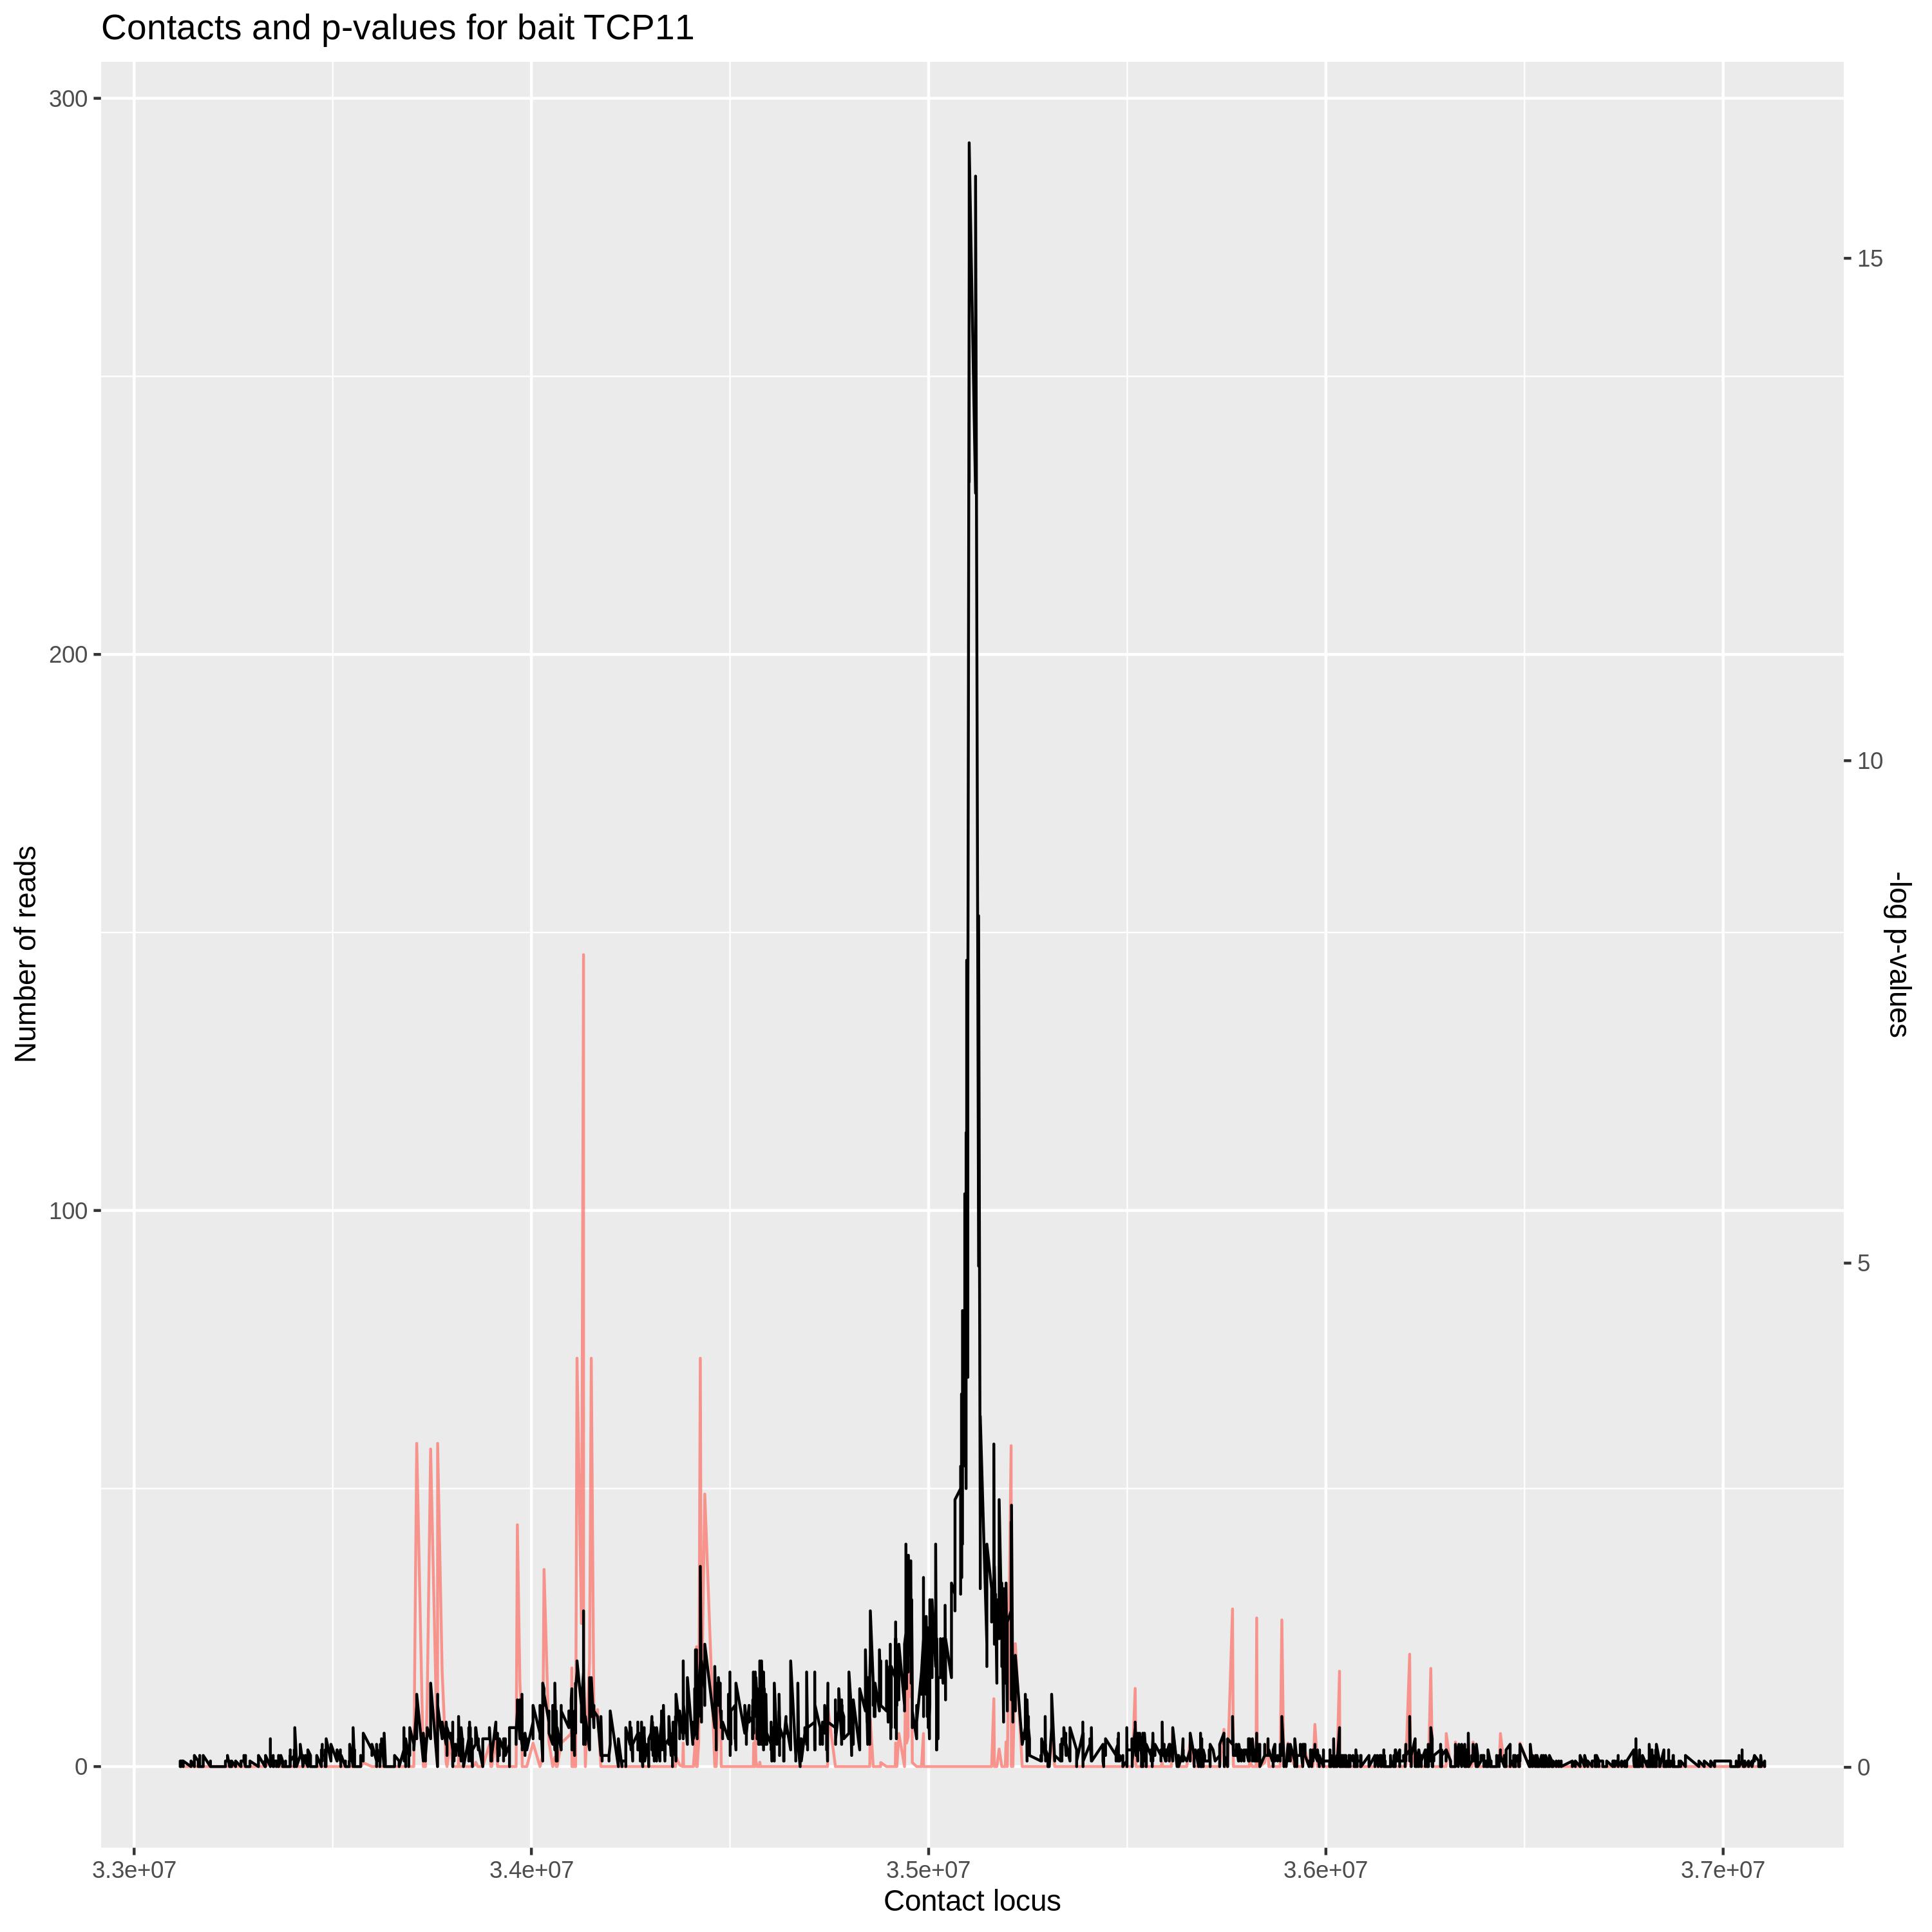 Contacts and p-values for bait TCP11
300
200
100
0
Number of reads
15
10
5
0
-log p-values
3.3e+07
3.4e+07
3.5e+07
3.6e+07
3.7e+07
Contact locus